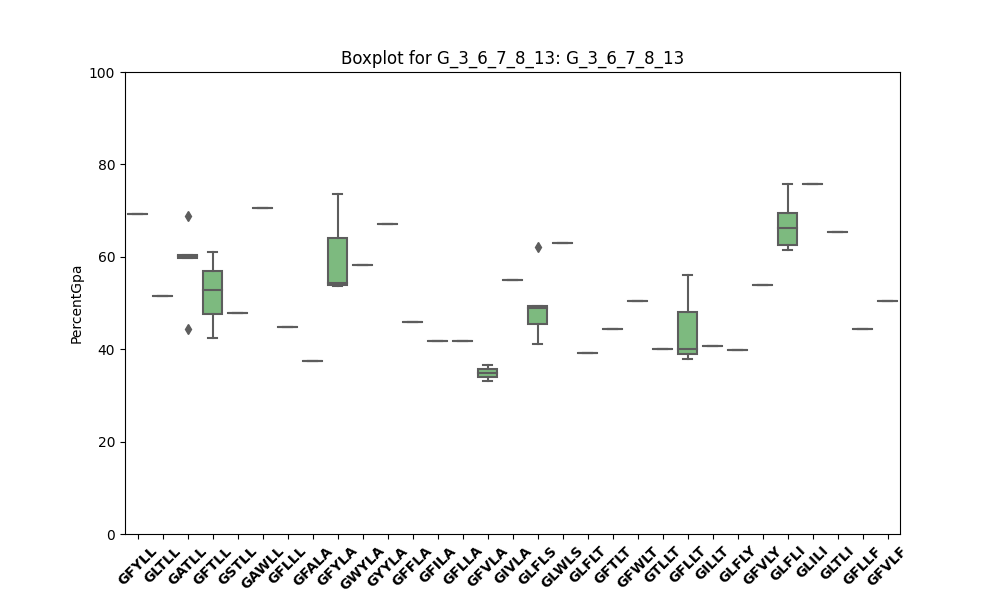 Boxplot for G_3_6_7_8_13: G_3_6_7_8_13
100
80
60
40
20
0
PercentGpa
GFYLL
GLTLL
GATLL
GFTLL
GSTLL
GAWLL
GFLLL
GFALA
GFYLA
GWYLA
GYYLA
GFFLA
GFILA
GFLLA
GFVLA
GIVLA
GLFLS
GLWLS
GLFLT
GFTLT
GFWLT
GTLLT
GFLLT
GILLT
GLFLY
GFVLY
GLFLI
GLILI
GLTLI
GFLLF
GFVLF